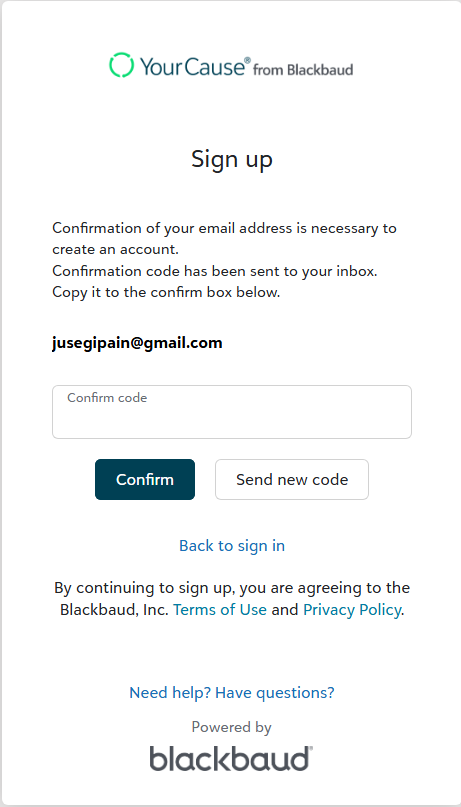 YourCause® from Blackbaud
Sign up
Confirmation of your email address is necessary to
create an account.
Confirmation code has been sent to your inbox.
Copy it to the confirm box below.
jusegipain@gmail.com
Confirm code
Confirm Send new code
Back to sign in
By continuing to sign up, you are agreeing to the
Blackbaud, Inc. Terms of Use and Privacy Policy.
Need help? Have questions?
Powered by
blackbaud®